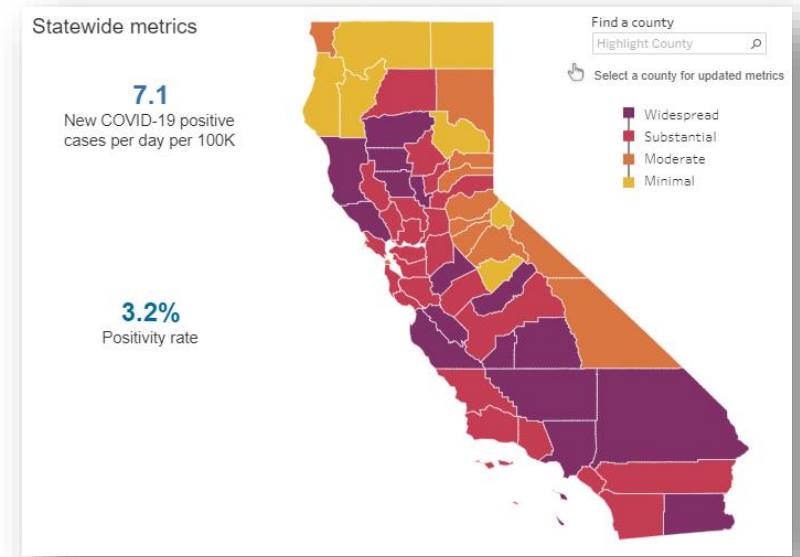 Statewide metrics
7.1
New COVID-19 positive
cases per day per 100K
3.2%
Positivity rate
Find a county
Highlight County
Select a county for updated metrics
Widespread
Substantial
Moderate
Minimal